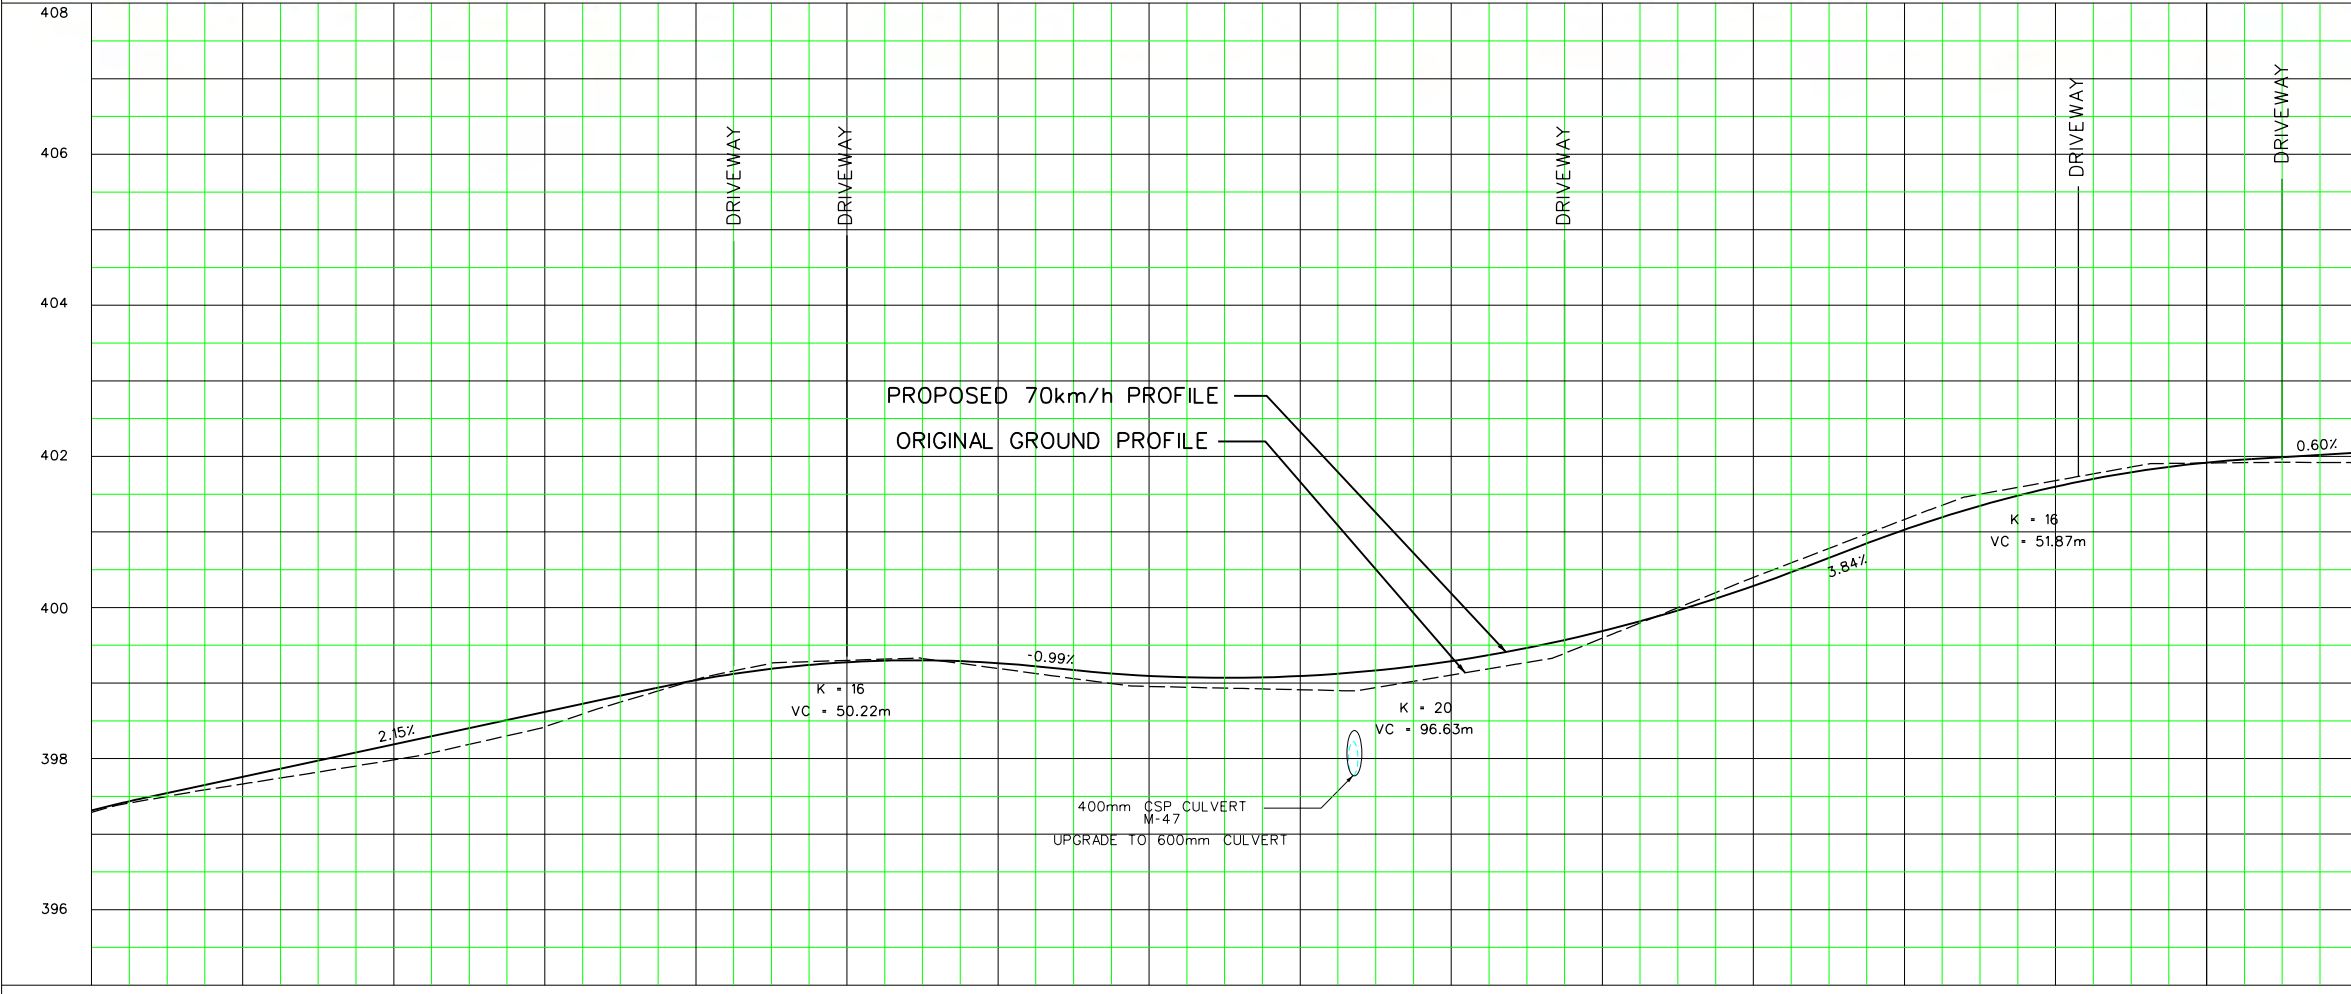 408
406
404
402
400
398
396
DRIVEWAY
DRIVEWAY
DRIVEWAY
DRIVEWAY
DRIVEWAY
PROPOSED 70km/h PROFILE
ORIGINAL GROUND PROFILE
2.15%
-0.99%
3.84%
0.60%
K = 16
VC = 50.22m
K = 20
VC = 96.63m
K = 16
VC = 51.87m
400mm CSP CULVERT
M-47
UPGRADE TO 600mm CULVERT